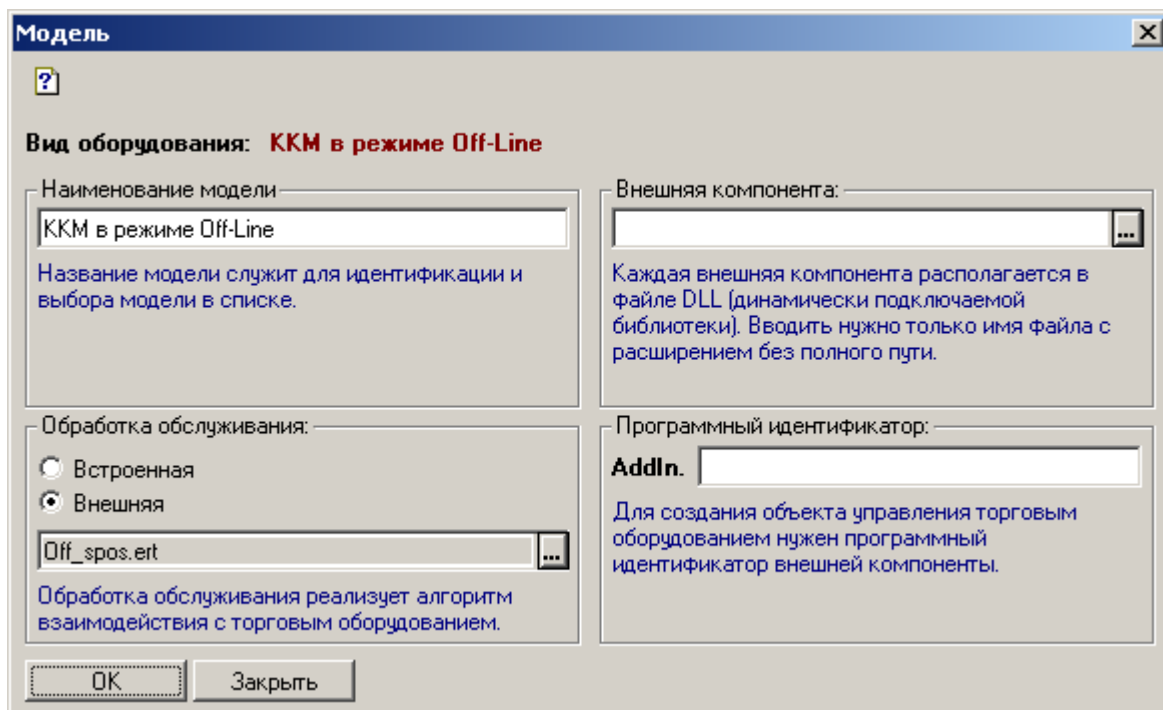 Модель
Вид оборудования: ККМ в режиме Off-Line
Наименование модели
ККМ в режиме Off-Line
Название модели служит для идентификации и
выбора модели в списке.
Внешняя компонента:
...
Каждая внешняя компонента располагается в
файле DLL (динамически подключаемой
библиотеки). Вводить нужно только имя файла с
расширением без полного пути.
Обработка обслуживания:
Встроенная
Внешняя
Off_spos.ert
...
Обработка обслуживания реализует алгоритм
взаимодействия с торговым оборудованием.
Программный идентификатор:
AddIn.
Для создания объекта управления торговым
оборудованием нужен программный
идентификатор внешней компоненты.
OK
Закрыть